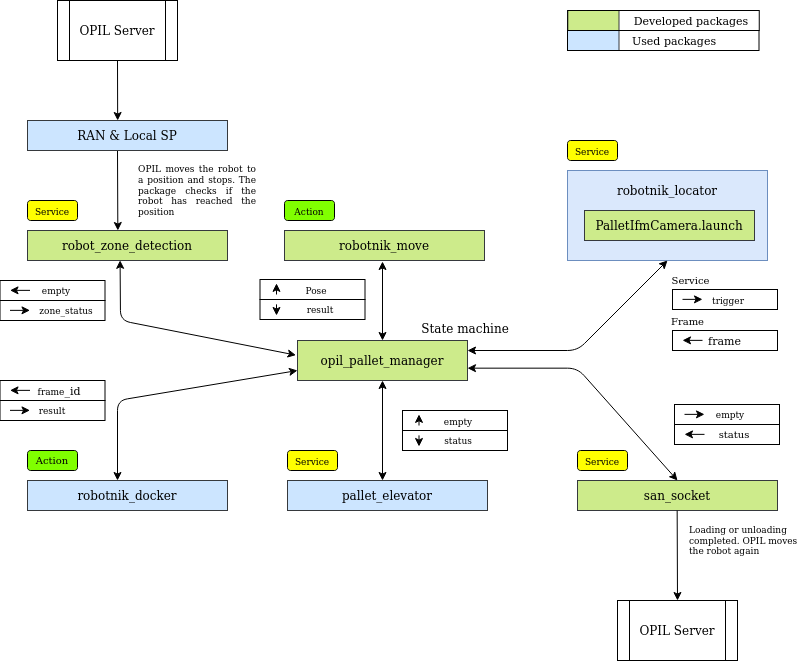 OPIL Server
Developed packages
Used packages
RAN & Local SP
OPIL moves the robot to
a position and stops. The
package checks if the
robot has reached the
position
Service
robot_zone_detection
Action
robotnik_move
Service
robotnik_locator
PalletIfmCamera.launch
empty
zone_status
Pose
result
Service
trigger
Frame
frame
State machine
opil_pallet_manager
frame_id
result
empty
status
empty
status
Action
robotnik_docker
Service
pallet_elevator
Service
san_socket
Loading or unloading
completed. OPIL moves
the robot again
OPIL Server